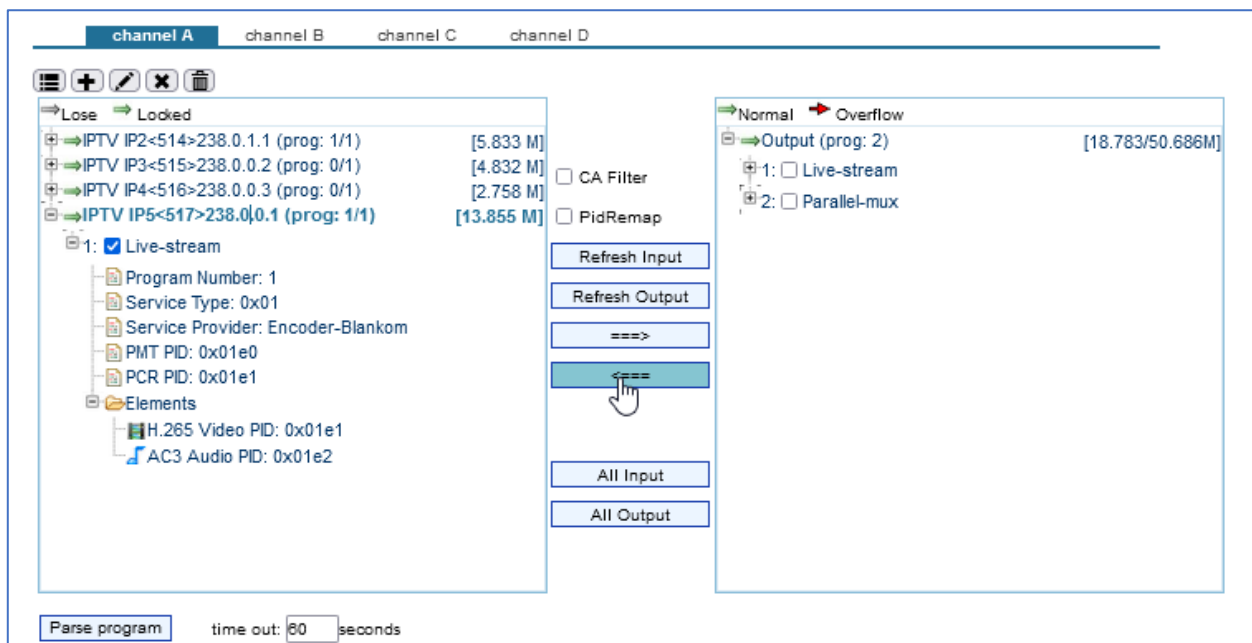 channel A channel B channel C channel D
Lose Locked
IPTV IP2<514>238.0.1.1 (prog: 1/1) [5.833 M]
IPTV IP3<515>238.0.0.2 (prog: 0/1) [4.832 M]
IPTV IP4<516>238.0.0.3 (prog: 0/1) [2.758 M]
IPTV IP5<517>238.0.0.1 (prog: 1/1) [13.855 M]
1: Live-stream
Program Number: 1
Service Type: 0x01
Service Provider: Encoder-Blankom
PMT PID: 0x01e0
PCR PID: 0x01e1
Elements
H.265 Video PID: 0x01e1
AC3 Audio PID: 0x01e2
CA Filter
PidRemap
Refresh Input
Refresh Output
===>
<===
All Input
All Output
Normal Overflow
Output (prog: 2) [18.783/50.686M]
1: Live-stream
2: Parallel-mux
Parse program time out: 60 seconds